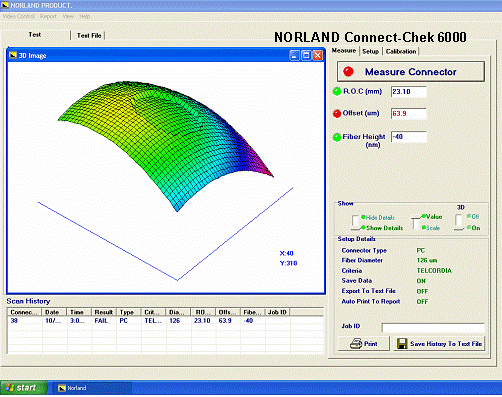 NORLAND PRODUCT.
Video Control Report View Help
NORLAND Connect-Chek 6000
Test Text File
3D Image
X:40
Y:310
Measure Setup Calibration
Measure Connector
R.O.C (mm) 23.10
Offset (um) 63.9
Fiber Height (nm) -40
Show
3D
Hide Details Value Off
Show Details Scale On
Setup Details
Connector Type PC
Fiber Diameter 126 um
Criteria TELCORDIA
Save Data ON
Export To Text File OFF
Auto Print To Report OFF
Job ID
Print Save History To Text File
Scan History
Connec... Date Time Result Type Crit... Dia... RO... Offs... Fibe... Job ID
38 10/... 3:0... FAIL PC TEL... 126 23.10 63.9 -40
start Norland